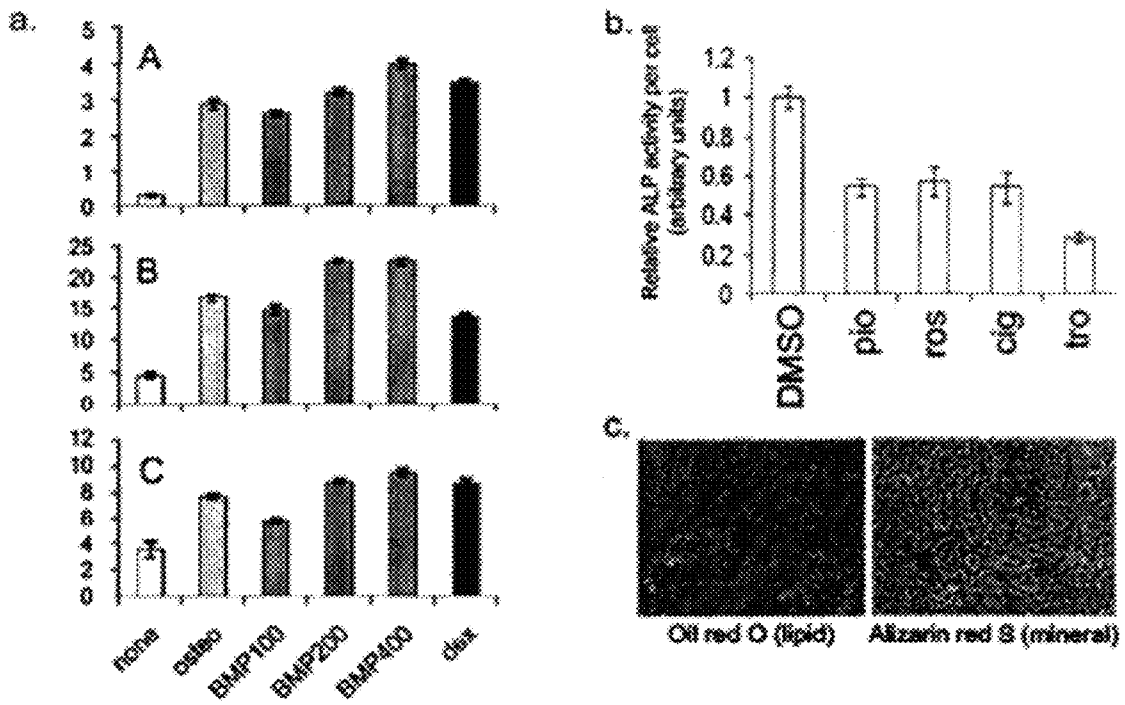 a.
A
5
4
3
2
1
0
B
25
20
15
10
5
0
C
12
10
8
6
4
2
0
none
osteo
BMP100
BMP200
BMP400
dex
b.
Relative ALP activity per cell
(arbitrary units)
1.2
1
0.8
0.6
0.4
0.2
0
DMSO
pio
ros
cig
tro
c.
Oil red O (lipid)
Alizarin red S (mineral)